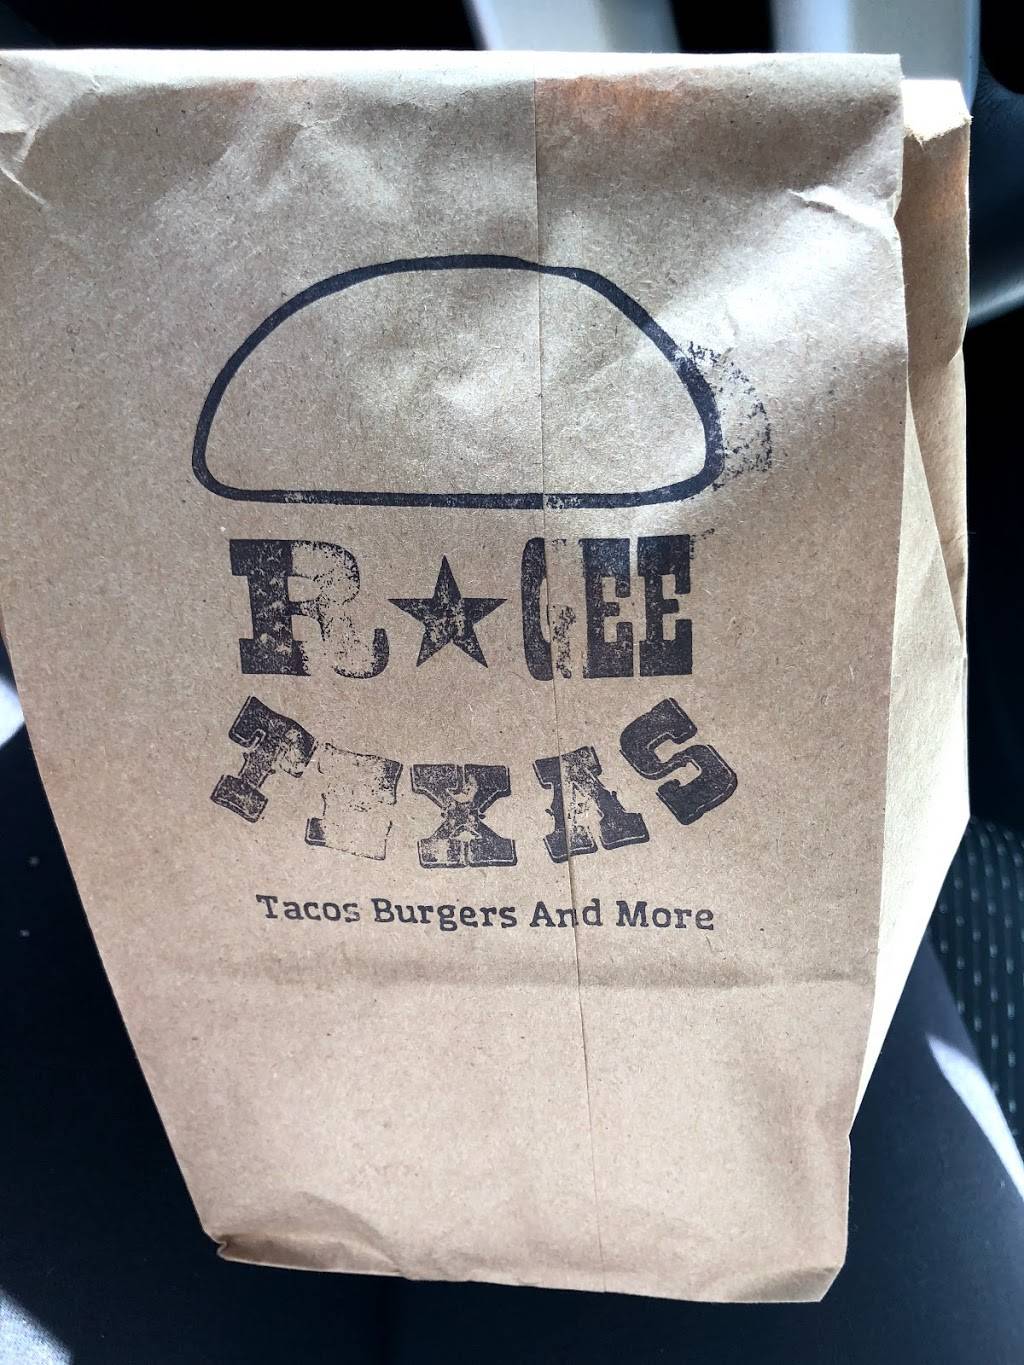 R★GEE
TEXAS
Tacos Burgers And More